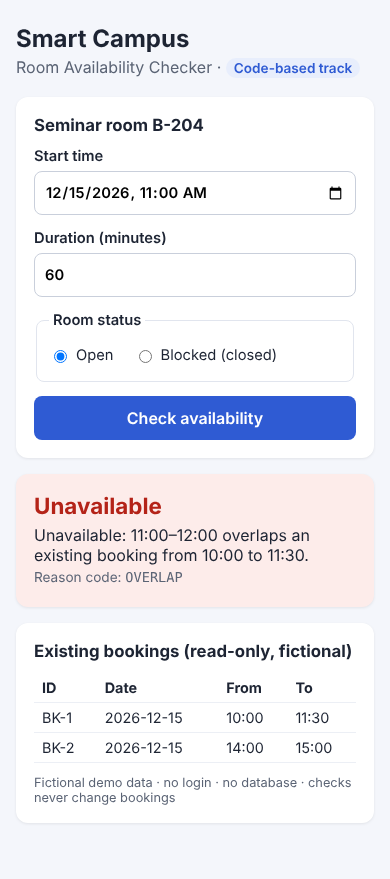 Smart Campus
Room Availability Checker · Code-based track
Seminar room B-204
Start time
12/15/2026, 11:00 AM
Duration (minutes)
60
Room status
Open Blocked (closed)
Check availability
Unavailable
Unavailable: 11:00–12:00 overlaps an
existing booking from 10:00 to 11:30.
Reason code: OVERLAP
Existing bookings (read-only, fictional)
ID Date From To
BK-1 2026-12-15 10:00 11:30
BK-2 2026-12-15 14:00 15:00
Fictional demo data · no login · no database · checks
never change bookings